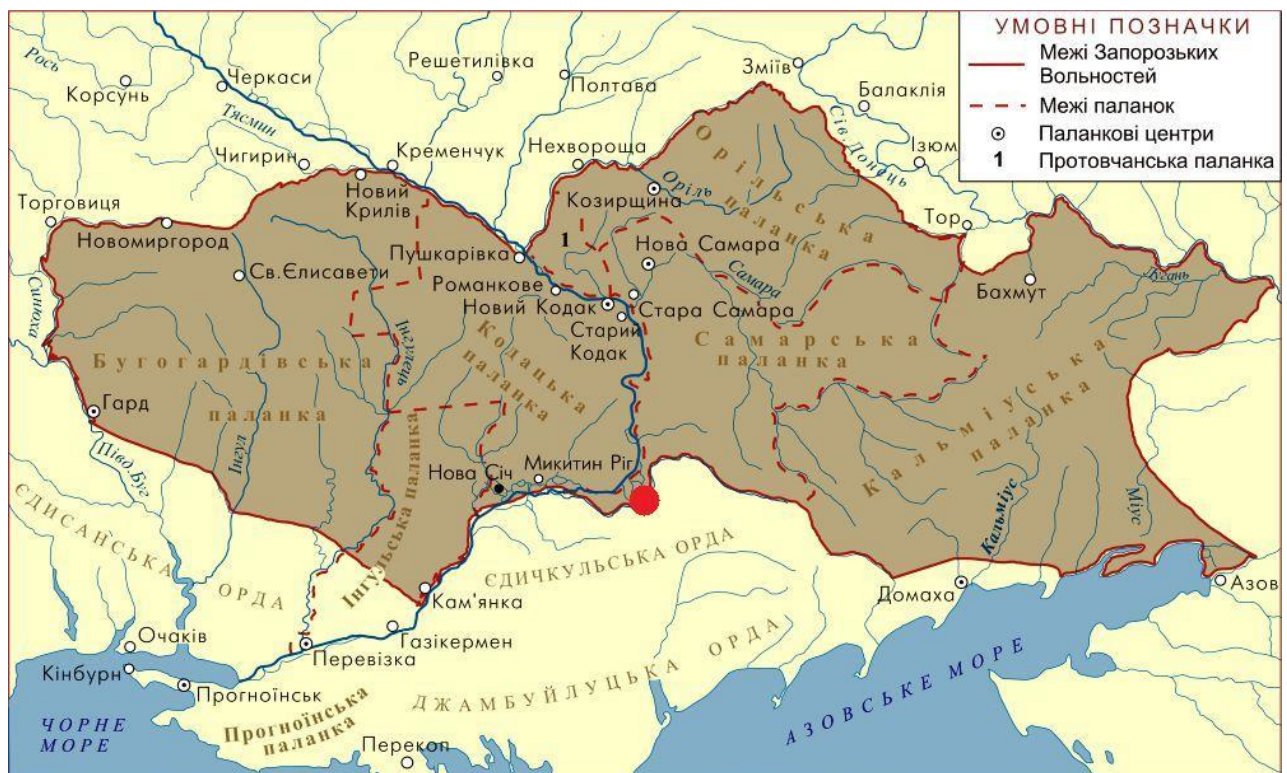 УМОВНІ ПОЗНАЧКИ
Межі Запорозьких
Вольностей
Межі паланок
Паланкові центри
1 Протовчанська паланка
Рось
Корсунь
Черкаси
Тясмин
Чигирин
Решетилівка
Полтава
Зміїв
Балаклія
Сів. Донець
Ізюм
Кременчук
Нехвороща
Новий
Крилів
Торговиця
Новомиргород
Козирщина
Оріль
Орільська
паланка
Тор
1
Нова Самара
Самара
Пушкарівка
Св.Єлисавети
Синюха
Романкове
Новий Кодак
Стара Самара
Старий
Кодак
Бахмут
Лугань
Інгулець
Бугогардівська
паланка
Кодацька
паланка
Самарська
паланка
Кальміуська
паланка
Гард
Півд.Буг
Інгул
Нова Січ
Микитин Ріг
Інгульська паланка
Кальміус
Міус
ЄДИСАНСЬКА
ОРДА
ЄДИЧКУЛЬСЬКА ОРДА
Кам'янка
Домаха
Азов
Очаків
Газікермен
Перевізка
Кінбурн
Прогноїнськ
ДЖАМБУЙЛУЦЬКА ОРДА
Прогноїнська
паланка
ЧОРНЕ
МОРЕ
АЗОВСЬКЕ МОРЕ
Перекоп